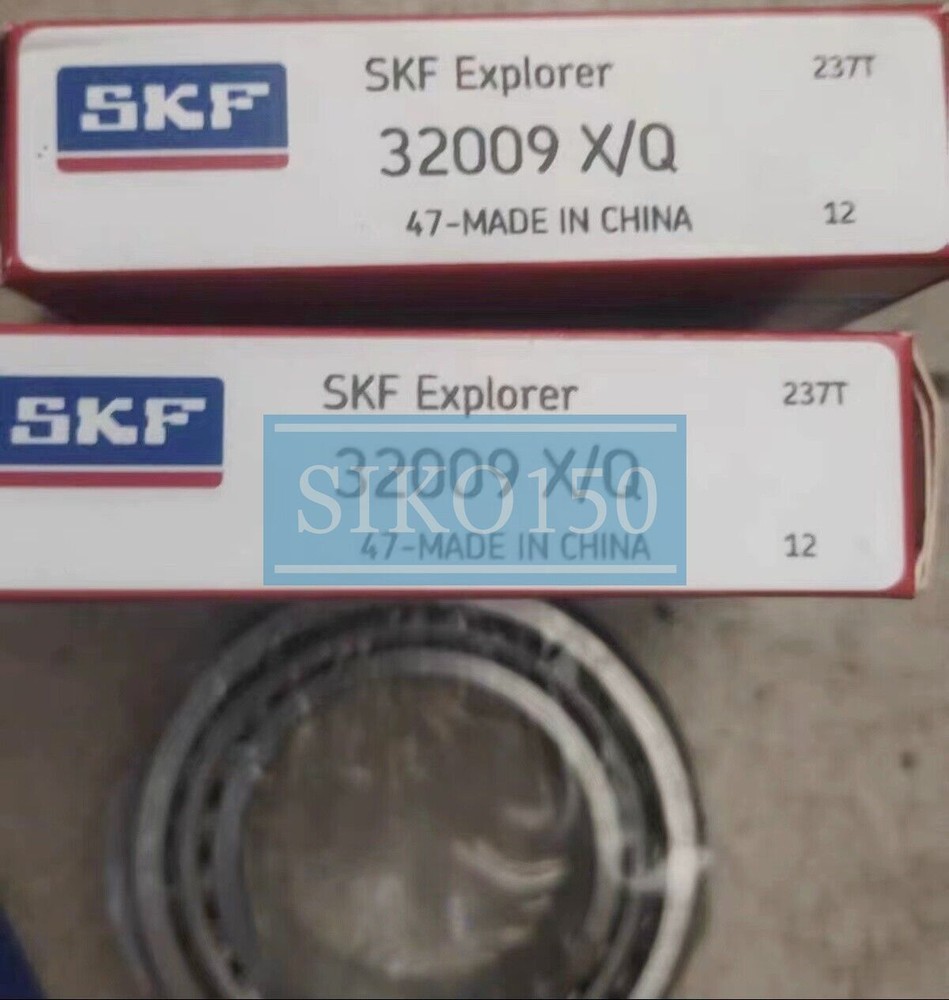 SKF
SKF Explorer
237T
32009 X/Q
47-MADE IN CHINA
12
SKF
SKF Explorer
237T
32009 X/Q
SIKO150
47-MADE IN CHINA
12